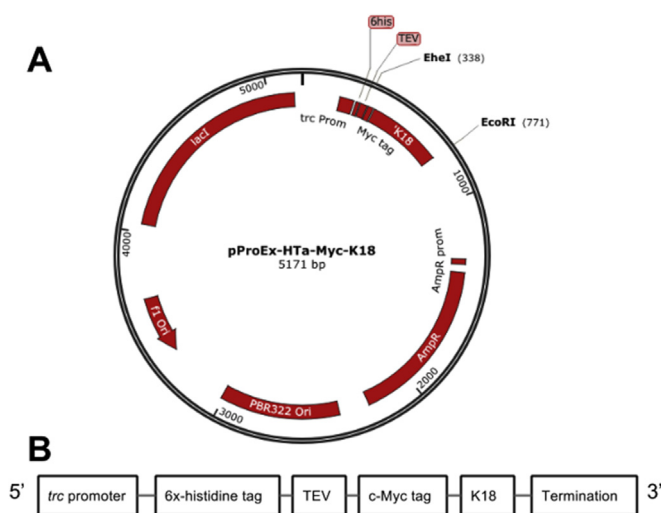 A
6his
TEV
EheI (338)
EcoRI (771)
5000
trc Prom
Myc tag
'K18
lacI
1000
4000
pProEx-HTa-Myc-K18
5171 bp
AmpR prom
f1 Ori
AmpR
2000
PBR322 Ori
3000
B
5’ trc promoter 6x-histidine tag TEV c-Myc tag K18 Termination 3’